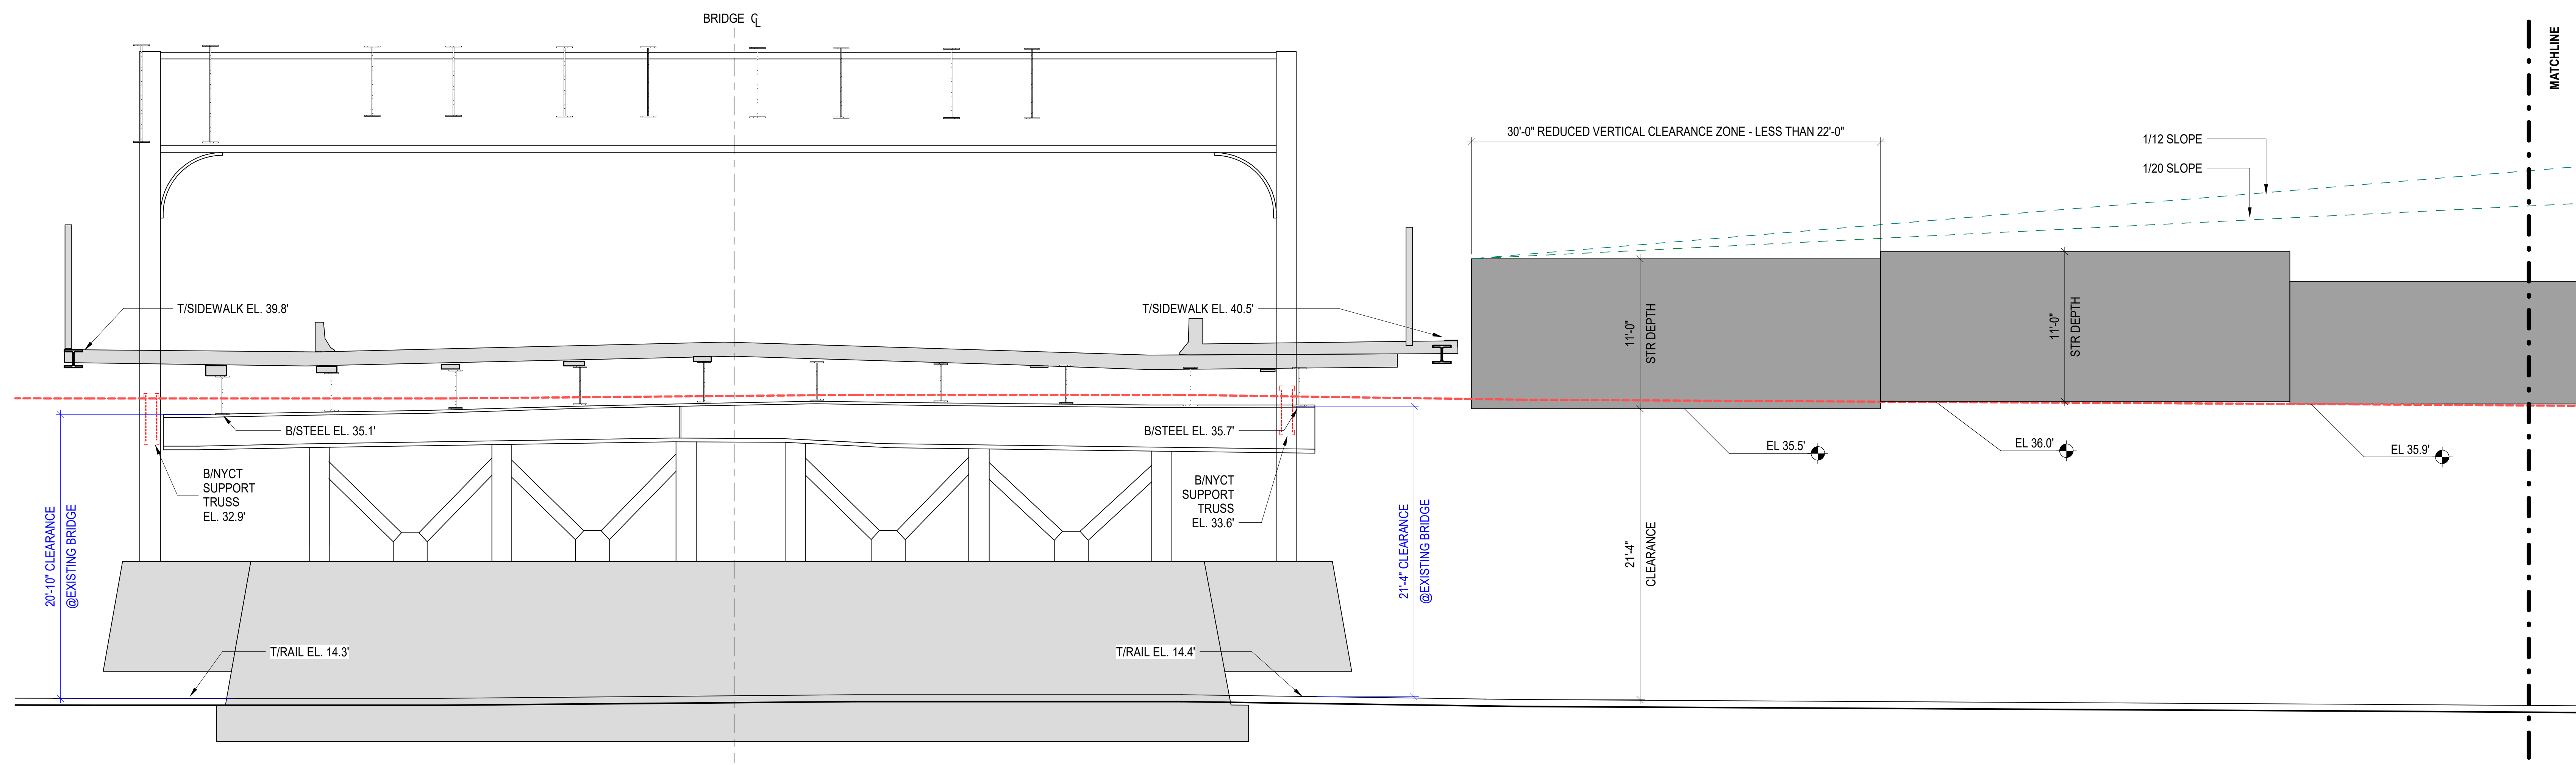 BRIDGE ℄
MATCHLINE
30'-0" REDUCED VERTICAL CLEARANCE ZONE - LESS THAN 22'-0"
1/12 SLOPE
1/20 SLOPE
T/SIDEWALK EL. 39.8'
T/SIDEWALK EL. 40.5'
11'-0"
STR DEPTH
11'-0"
STR DEPTH
B/STEEL EL. 35.1'
B/STEEL EL. 35.7'
EL 35.5'
EL 36.0'
EL 35.9'
B/NYCT
SUPPORT
TRUSS
EL. 32.9'
B/NYCT
SUPPORT
TRUSS
EL. 33.6'
20'-10" CLEARANCE
@EXISTING BRIDGE
21'-4" CLEARANCE
@EXISTING BRIDGE
21'-4"
CLEARANCE
T/RAIL EL. 14.3'
T/RAIL EL. 14.4'